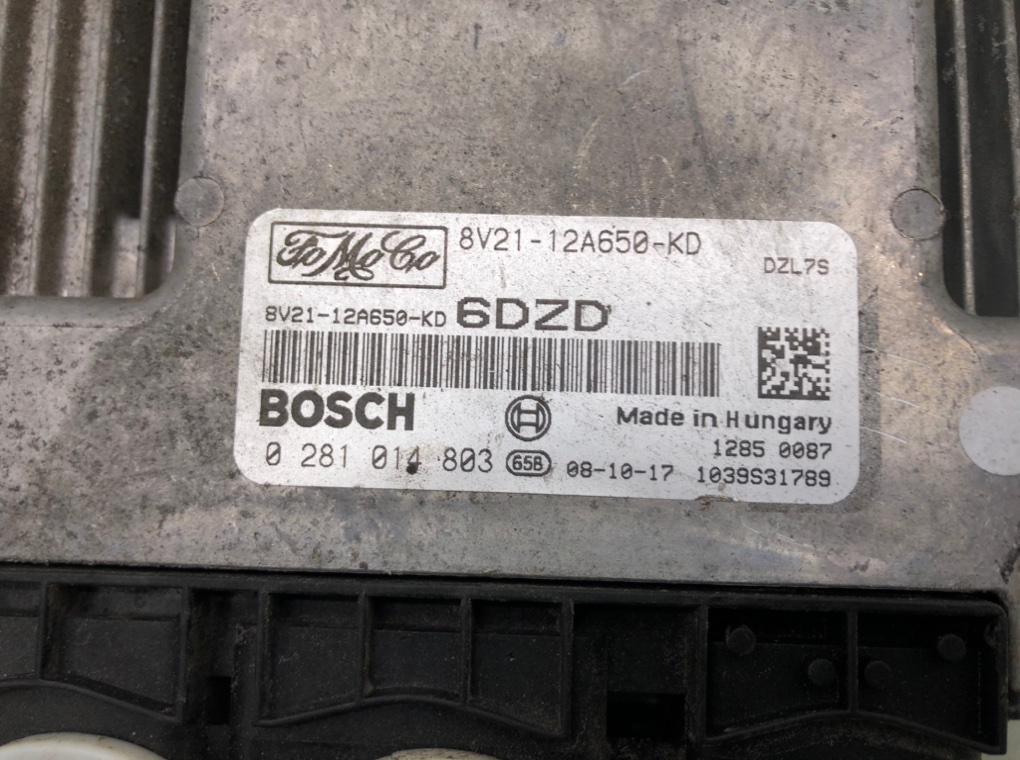 FoMoCo 8V21-12A650-KD
DZL7S
8V21-12A650-KD 6DZD
BOSCH
Made in Hungary
1285 0087
0 281 014 803 658 08-10-17 1039S31789